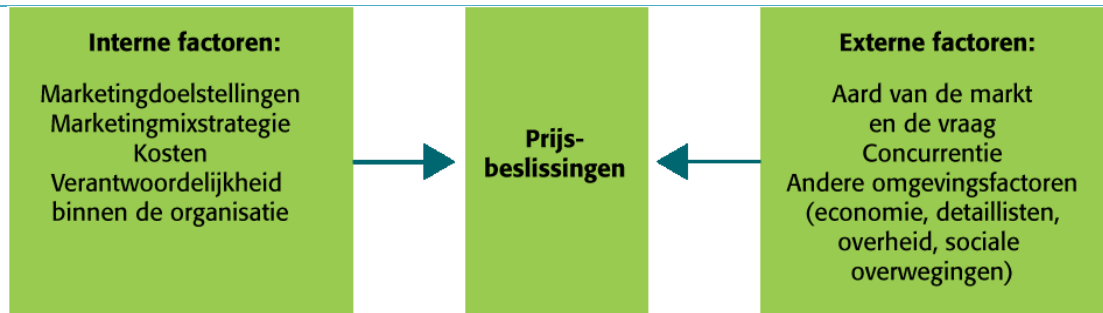 Interne factoren:
Marketingdoelstellingen
Marketingmixstrategie
Kosten
Verantwoordelijkheid
binnen de organisatie
Prijs-
beslissingen
Externe factoren:
Aard van de markt
en de vraag
Concurrentie
Andere omgevingsfactoren
(economie, detaillisten,
overheid, sociale
overwegingen)